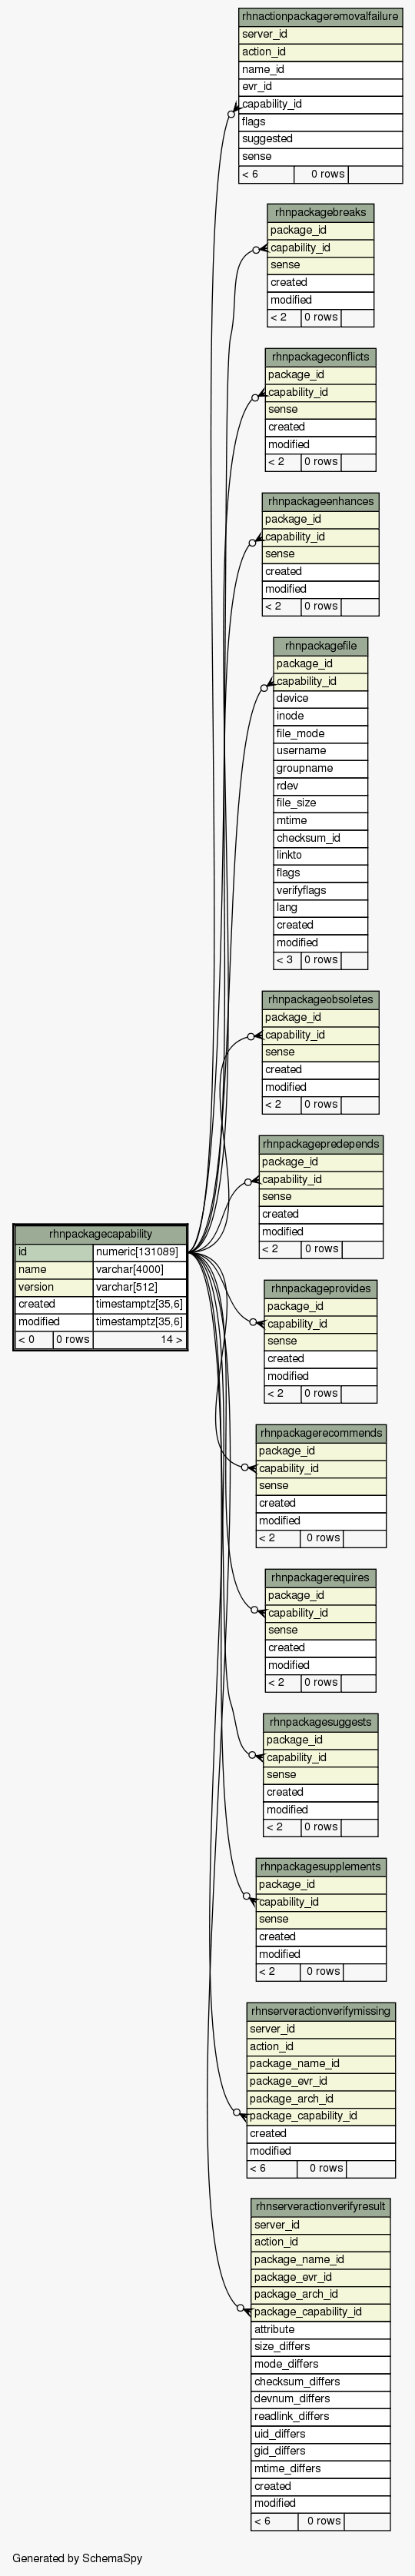 rhnactionpackageremovalfailure
server_id
action_id
name_id
evr_id
capability_id
flags
suggested
sense
< 6 0 rows
rhnpackagebreaks
package_id
capability_id
sense
created
modified
< 2 0 rows
rhnpackageconflicts
package_id
capability_id
sense
created
modified
< 2 0 rows
rhnpackageenhances
package_id
capability_id
sense
created
modified
< 2 0 rows
rhnpackagefile
package_id
capability_id
device
inode
file_mode
username
groupname
rdev
file_size
mtime
checksum_id
linkto
flags
verifyflags
lang
created
modified
< 3 0 rows
rhnpackageobsoletes
package_id
capability_id
sense
created
modified
< 2 0 rows
rhnpackagepredepends
package_id
capability_id
sense
created
modified
< 2 0 rows
rhnpackagecapability
id numeric[131089]
name varchar[4000]
version varchar[512]
created timestamptz[35,6]
modified timestamptz[35,6]
< 0 0 rows 14 >
rhnpackageprovides
package_id
capability_id
sense
created
modified
< 2 0 rows
rhnpackagerecommends
package_id
capability_id
sense
created
modified
< 2 0 rows
rhnpackagerequires
package_id
capability_id
sense
created
modified
< 2 0 rows
rhnpackagesuggests
package_id
capability_id
sense
created
modified
< 2 0 rows
rhnpackagesupplements
package_id
capability_id
sense
created
modified
< 2 0 rows
rhnserveractionverifymissing
server_id
action_id
package_name_id
package_evr_id
package_arch_id
package_capability_id
created
modified
< 6 0 rows
rhnserveractionverifyresult
server_id
action_id
package_name_id
package_evr_id
package_arch_id
package_capability_id
attribute
size_differs
mode_differs
checksum_differs
devnum_differs
readlink_differs
uid_differs
gid_differs
mtime_differs
created
modified
< 6 0 rows
Generated by SchemaSpy